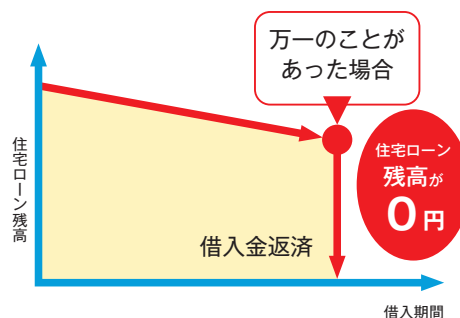 万一のことが
あった場合
住宅ローン残高
住宅ローン
残高が
0円
借入金返済
借入期間